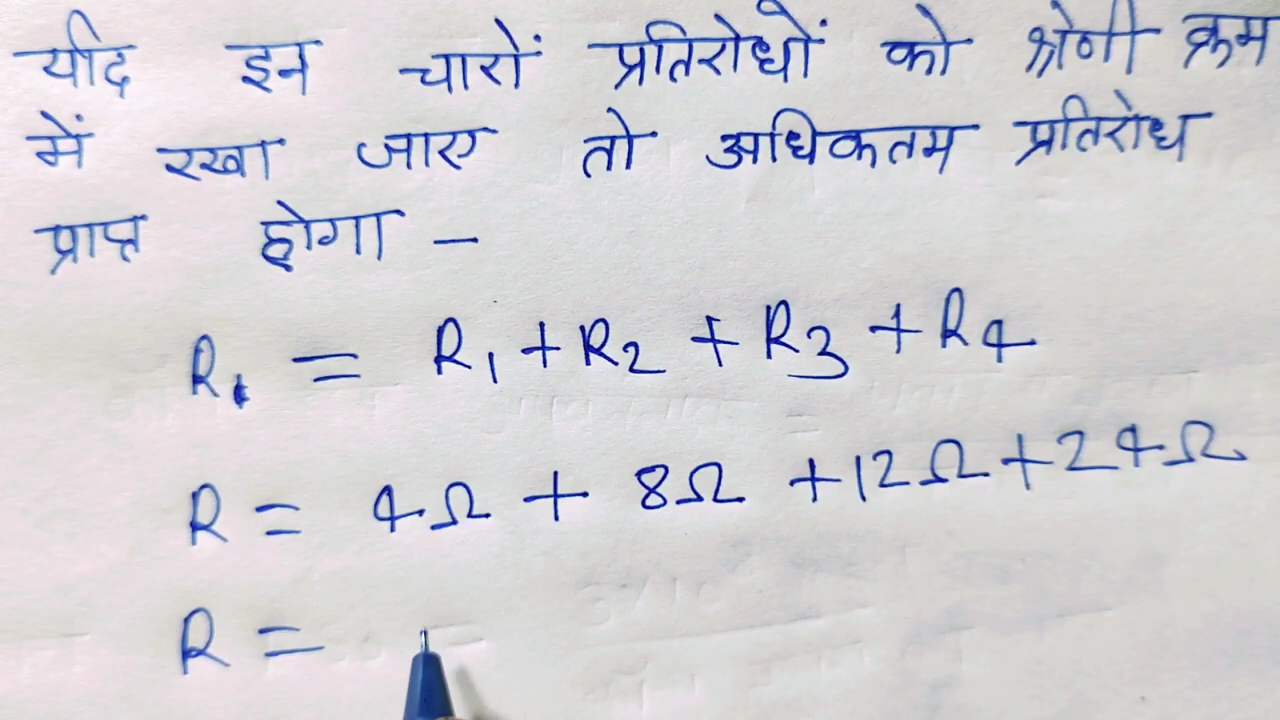 यदि इन चारों प्रतिरोधों को श्रेणी क्रम
में रखा जाए तो अधिकतम प्रतिरोध
प्राप्त होगा -
R. = R1 + R2 + R3 + R4
R = 4Ω + 8Ω + 12Ω + 24Ω
R =